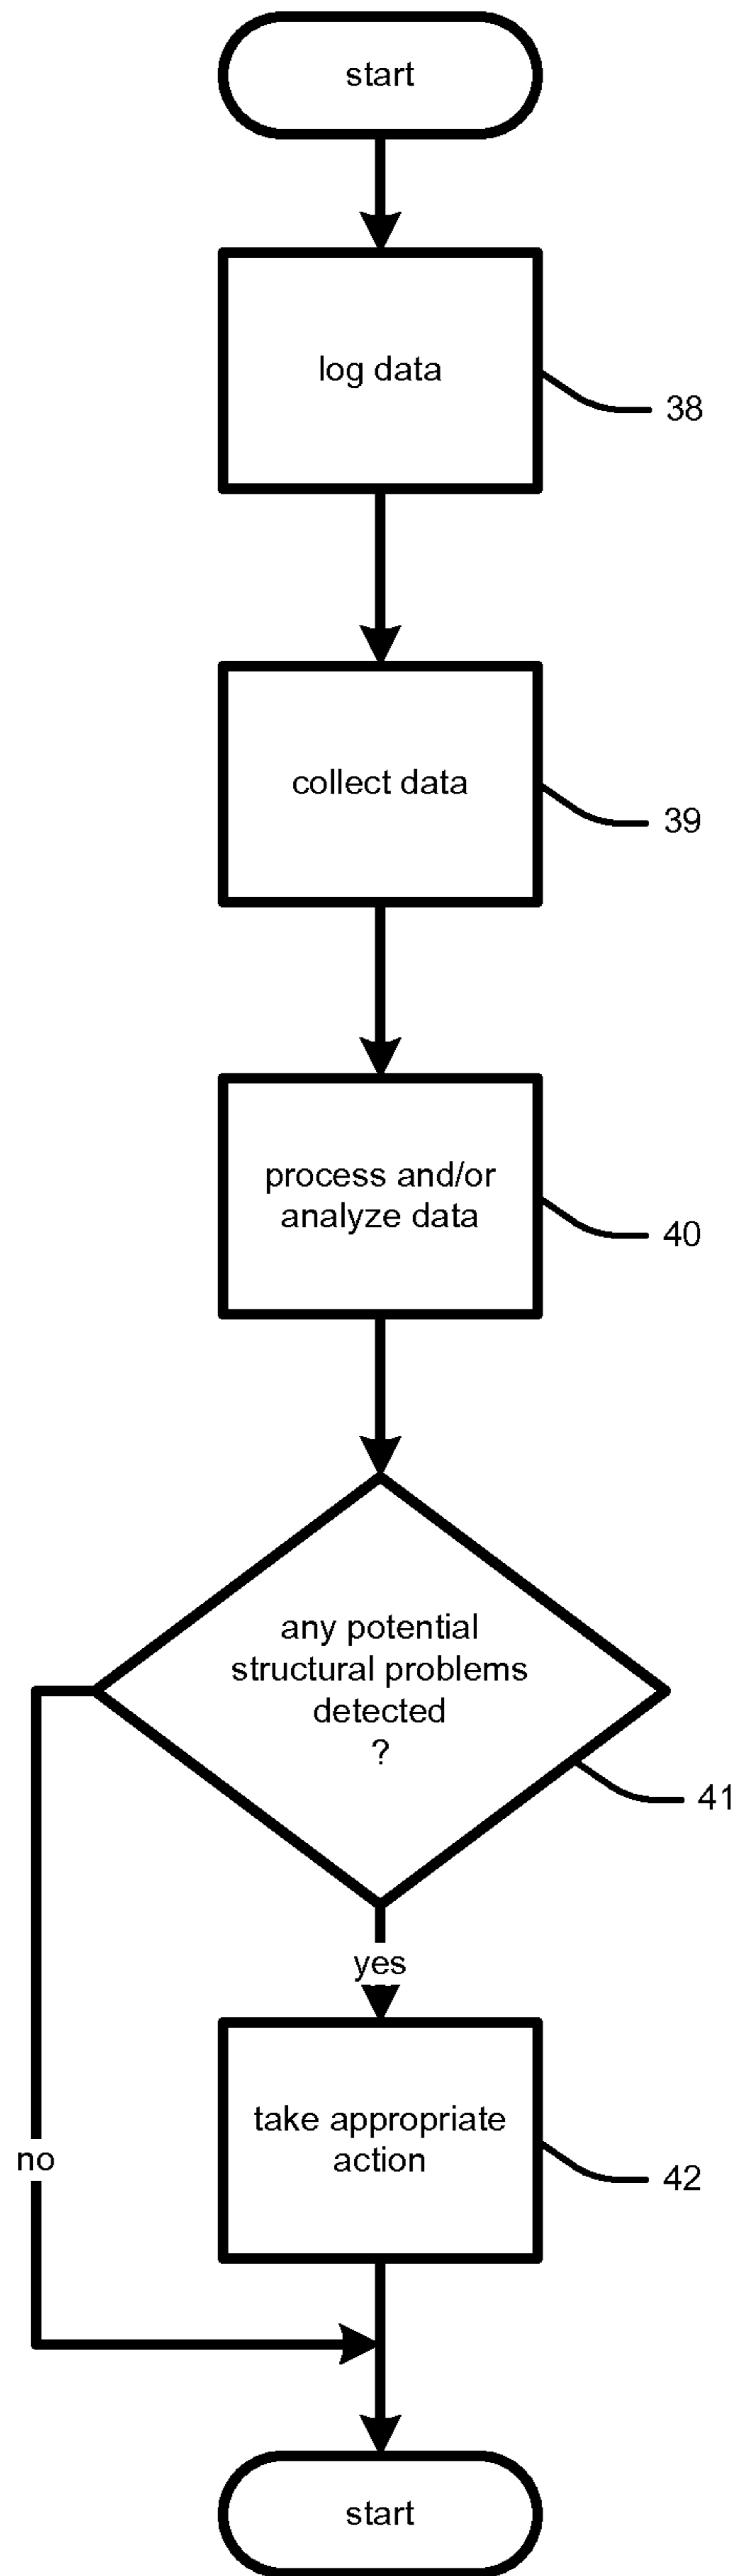 start
log data
38
collect data
39
process and/or
analyze data
40
any potential
structural problems
detected
?
41
yes
take appropriate
action
no
42
start